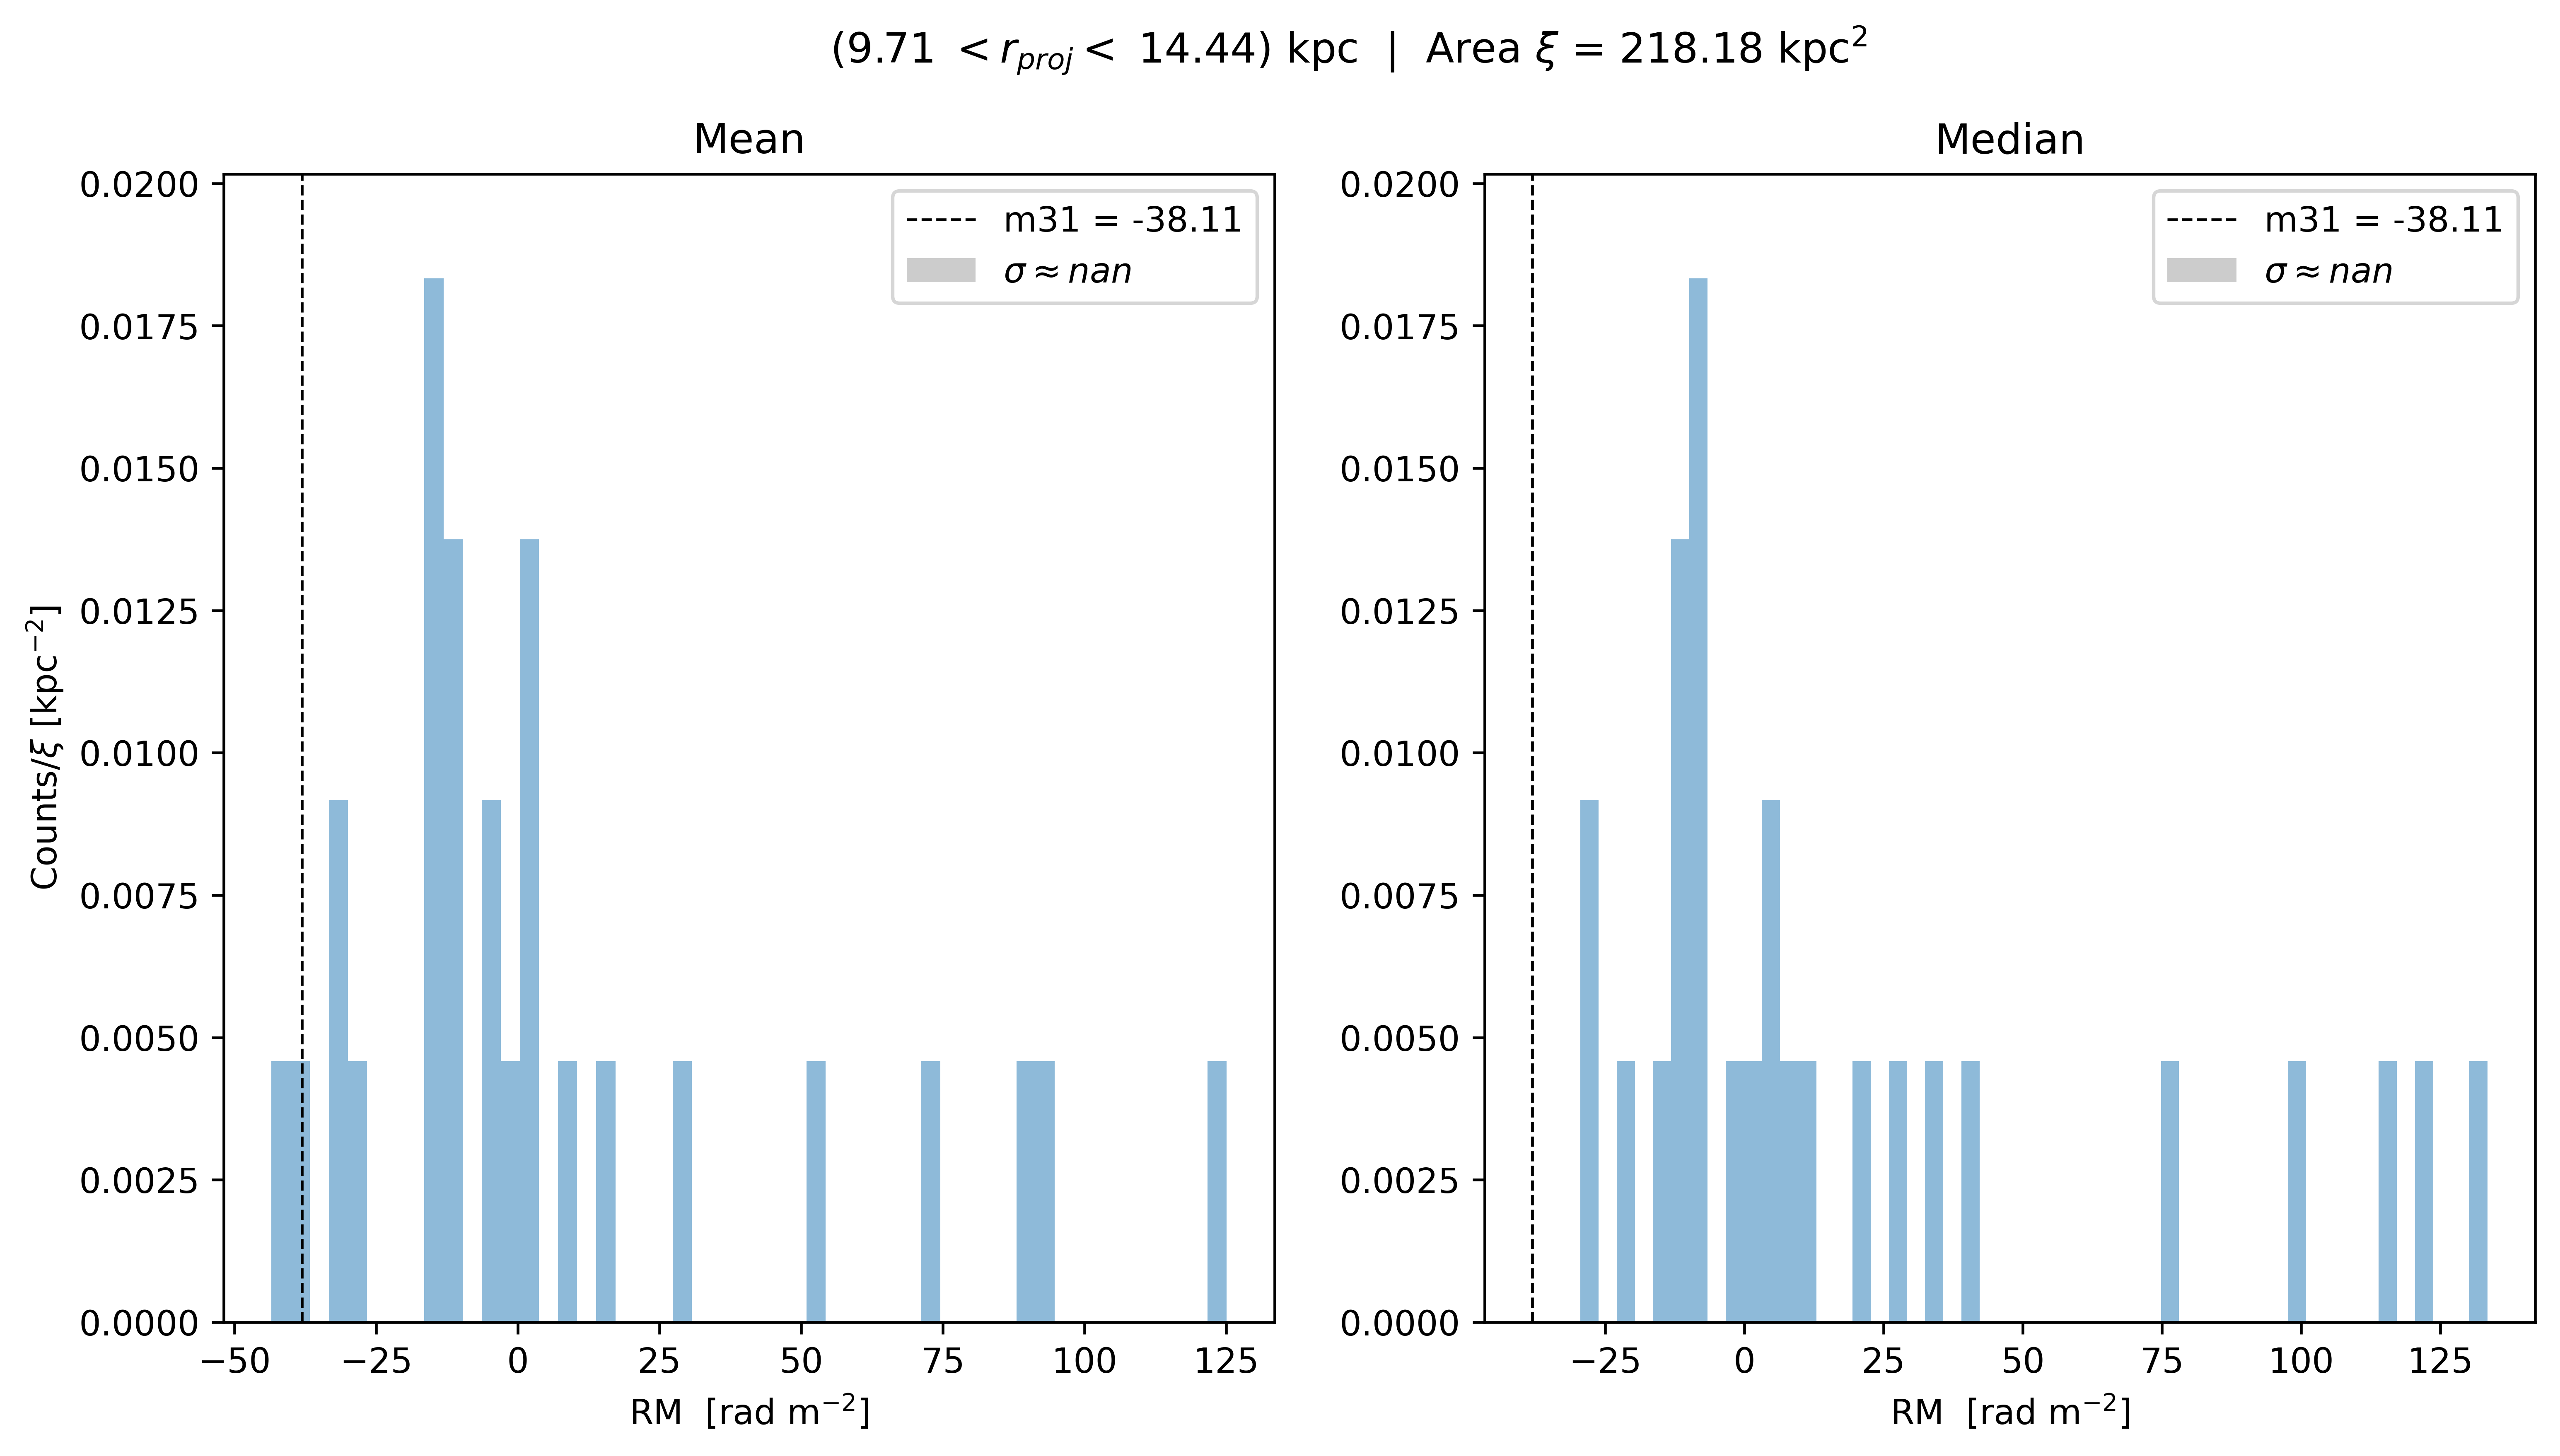 (9.71 < r_proj < 14.44) kpc | Area ξ = 218.18 kpc²
Mean
m31 = -38.11
σ ≈ nan
0.0200
0.0175
0.0150
0.0125
0.0100
0.0075
0.0050
0.0025
0.0000
Counts/ξ [kpc⁻²]
−50 −25 0 25 50 75 100 125
RM [rad m⁻²]
Median
m31 = -38.11
σ ≈ nan
0.0200
0.0175
0.0150
0.0125
0.0100
0.0075
0.0050
0.0025
0.0000
−25 0 25 50 75 100 125
RM [rad m⁻²]